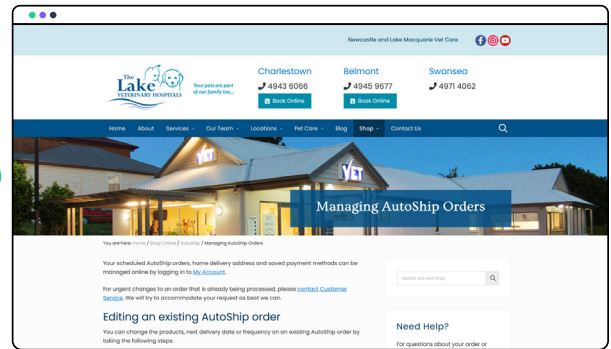 Newcastle and Lake Macquarie Vet Care
The Lake
VETERINARY HOSPITALS
Your pets are part
of our family too...
Charlestown
4943 6066
Book Online
Belmont
4945 9677
Book Online
Swansea
4971 4062
Home About Services Our Team Locations Pet Care Blog Shop Contact Us
VET
VET
Managing AutoShip Orders
You are here: Home / Shop Online / AutoShip / Managing AutoShip Orders
Your scheduled AutoShip orders, home delivery address and saved payment methods can be
managed online by logging in to My Account.
For urgent changes to an order that is already being processed, please contact Customer
Service. We will try to accommodate your request as best we can.
Editing an existing AutoShip order
You can change the products, next delivery date or frequency on an existing AutoShip order by
taking the following steps:
Search site and shop
Need Help?
For questions about your order or